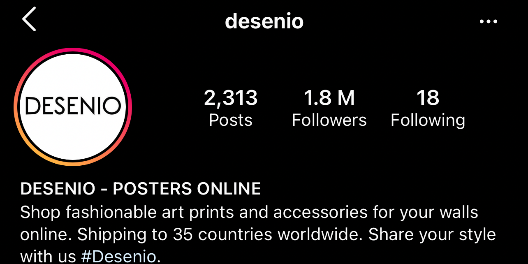 desenio
DESENIO
2,313 1.8 M 18
Posts Followers Following
DESENIO - POSTERS ONLINE
Shop fashionable art prints and accessories for your walls
online. Shipping to 35 countries worldwide. Share your style
with us #Desenio.